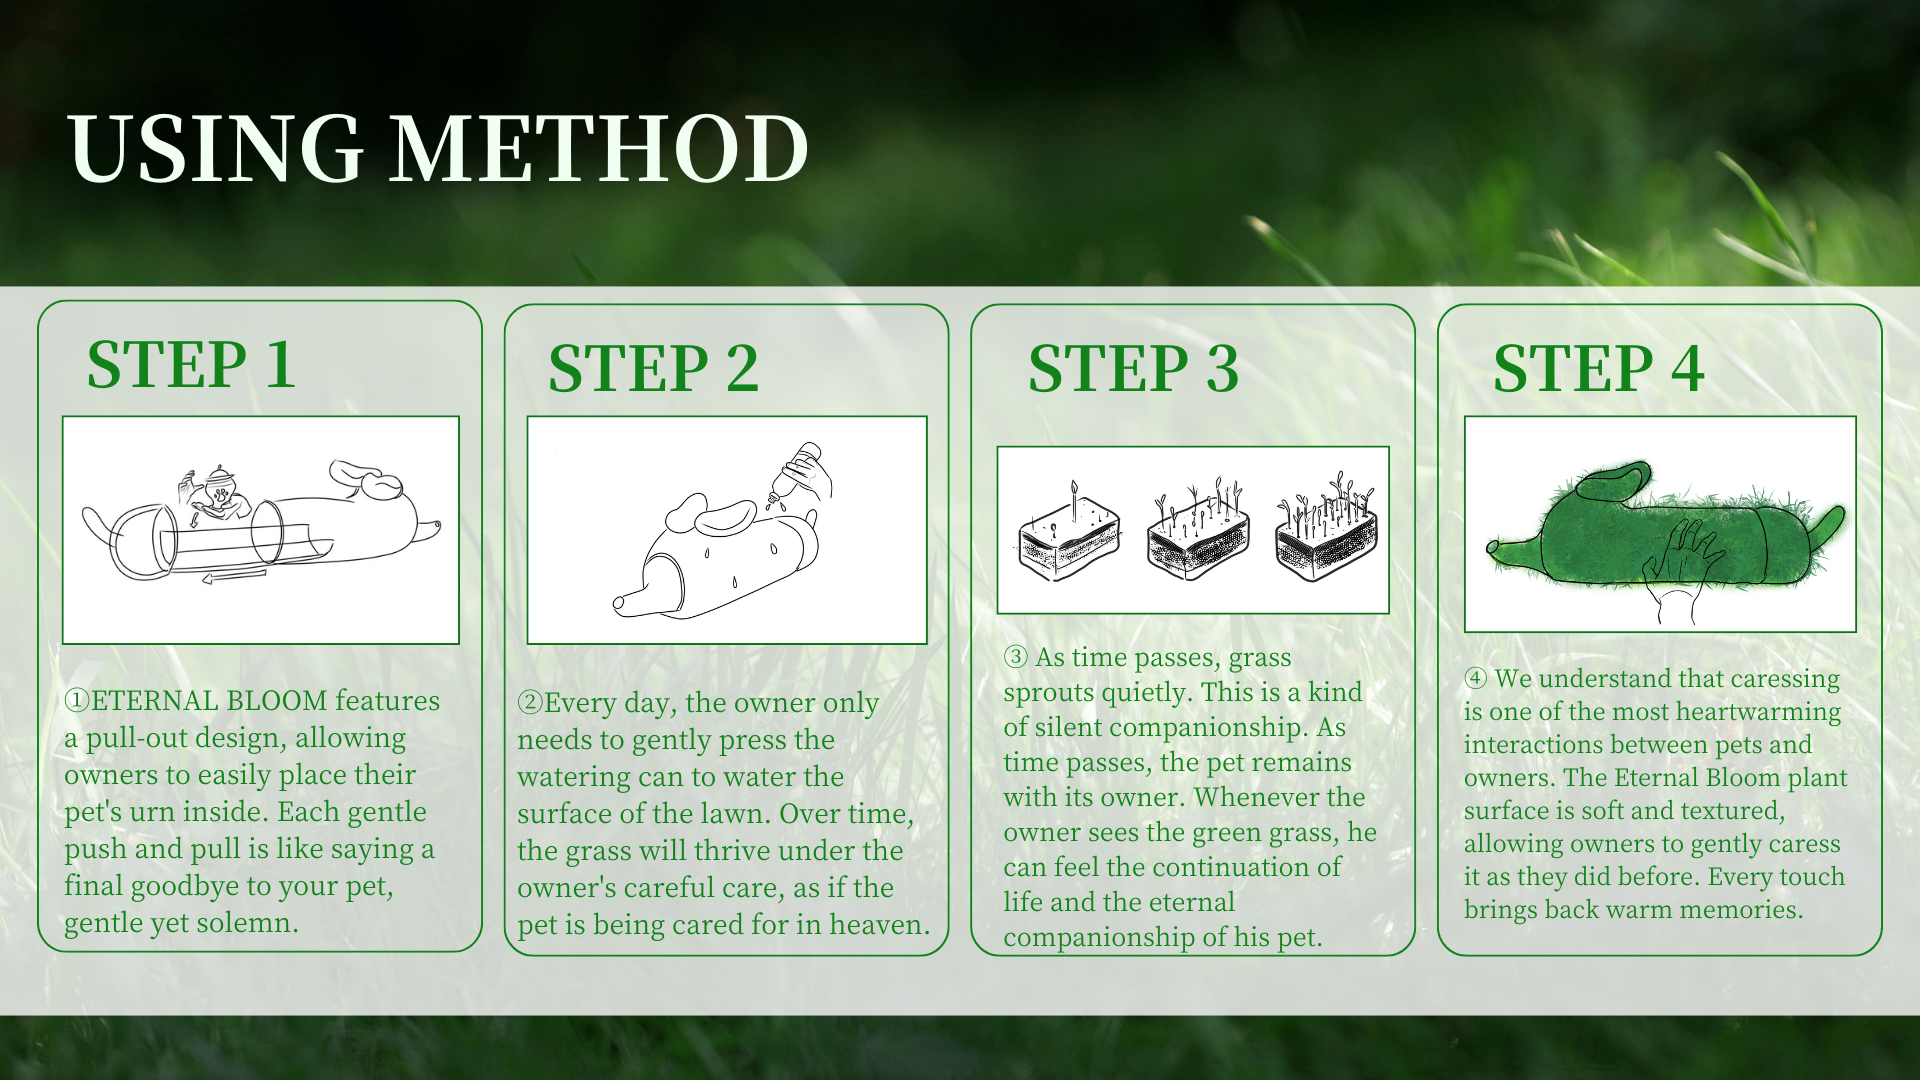 USING METHOD
STEP 1
①ETERNAL BLOOM features
a pull-out design, allowing
owners to easily place their
pet's urn inside. Each gentle
push and pull is like saying a
final goodbye to your pet,
gentle yet solemn.
STEP 2
②Every day, the owner only
needs to gently press the
watering can to water the
surface of the lawn. Over time,
the grass will thrive under the
owner's careful care, as if the
pet is being cared for in heaven.
STEP 3
③ As time passes, grass
sprouts quietly. This is a kind
of silent companionship. As
time passes, the pet remains
with its owner. Whenever the
owner sees the green grass, he
can feel the continuation of
life and the eternal
companionship of his pet.
STEP 4
④ We understand that caressing
is one of the most heartwarming
interactions between pets and
owners. The Eternal Bloom plant
surface is soft and textured,
allowing owners to gently caress
it as they did before. Every touch
brings back warm memories.